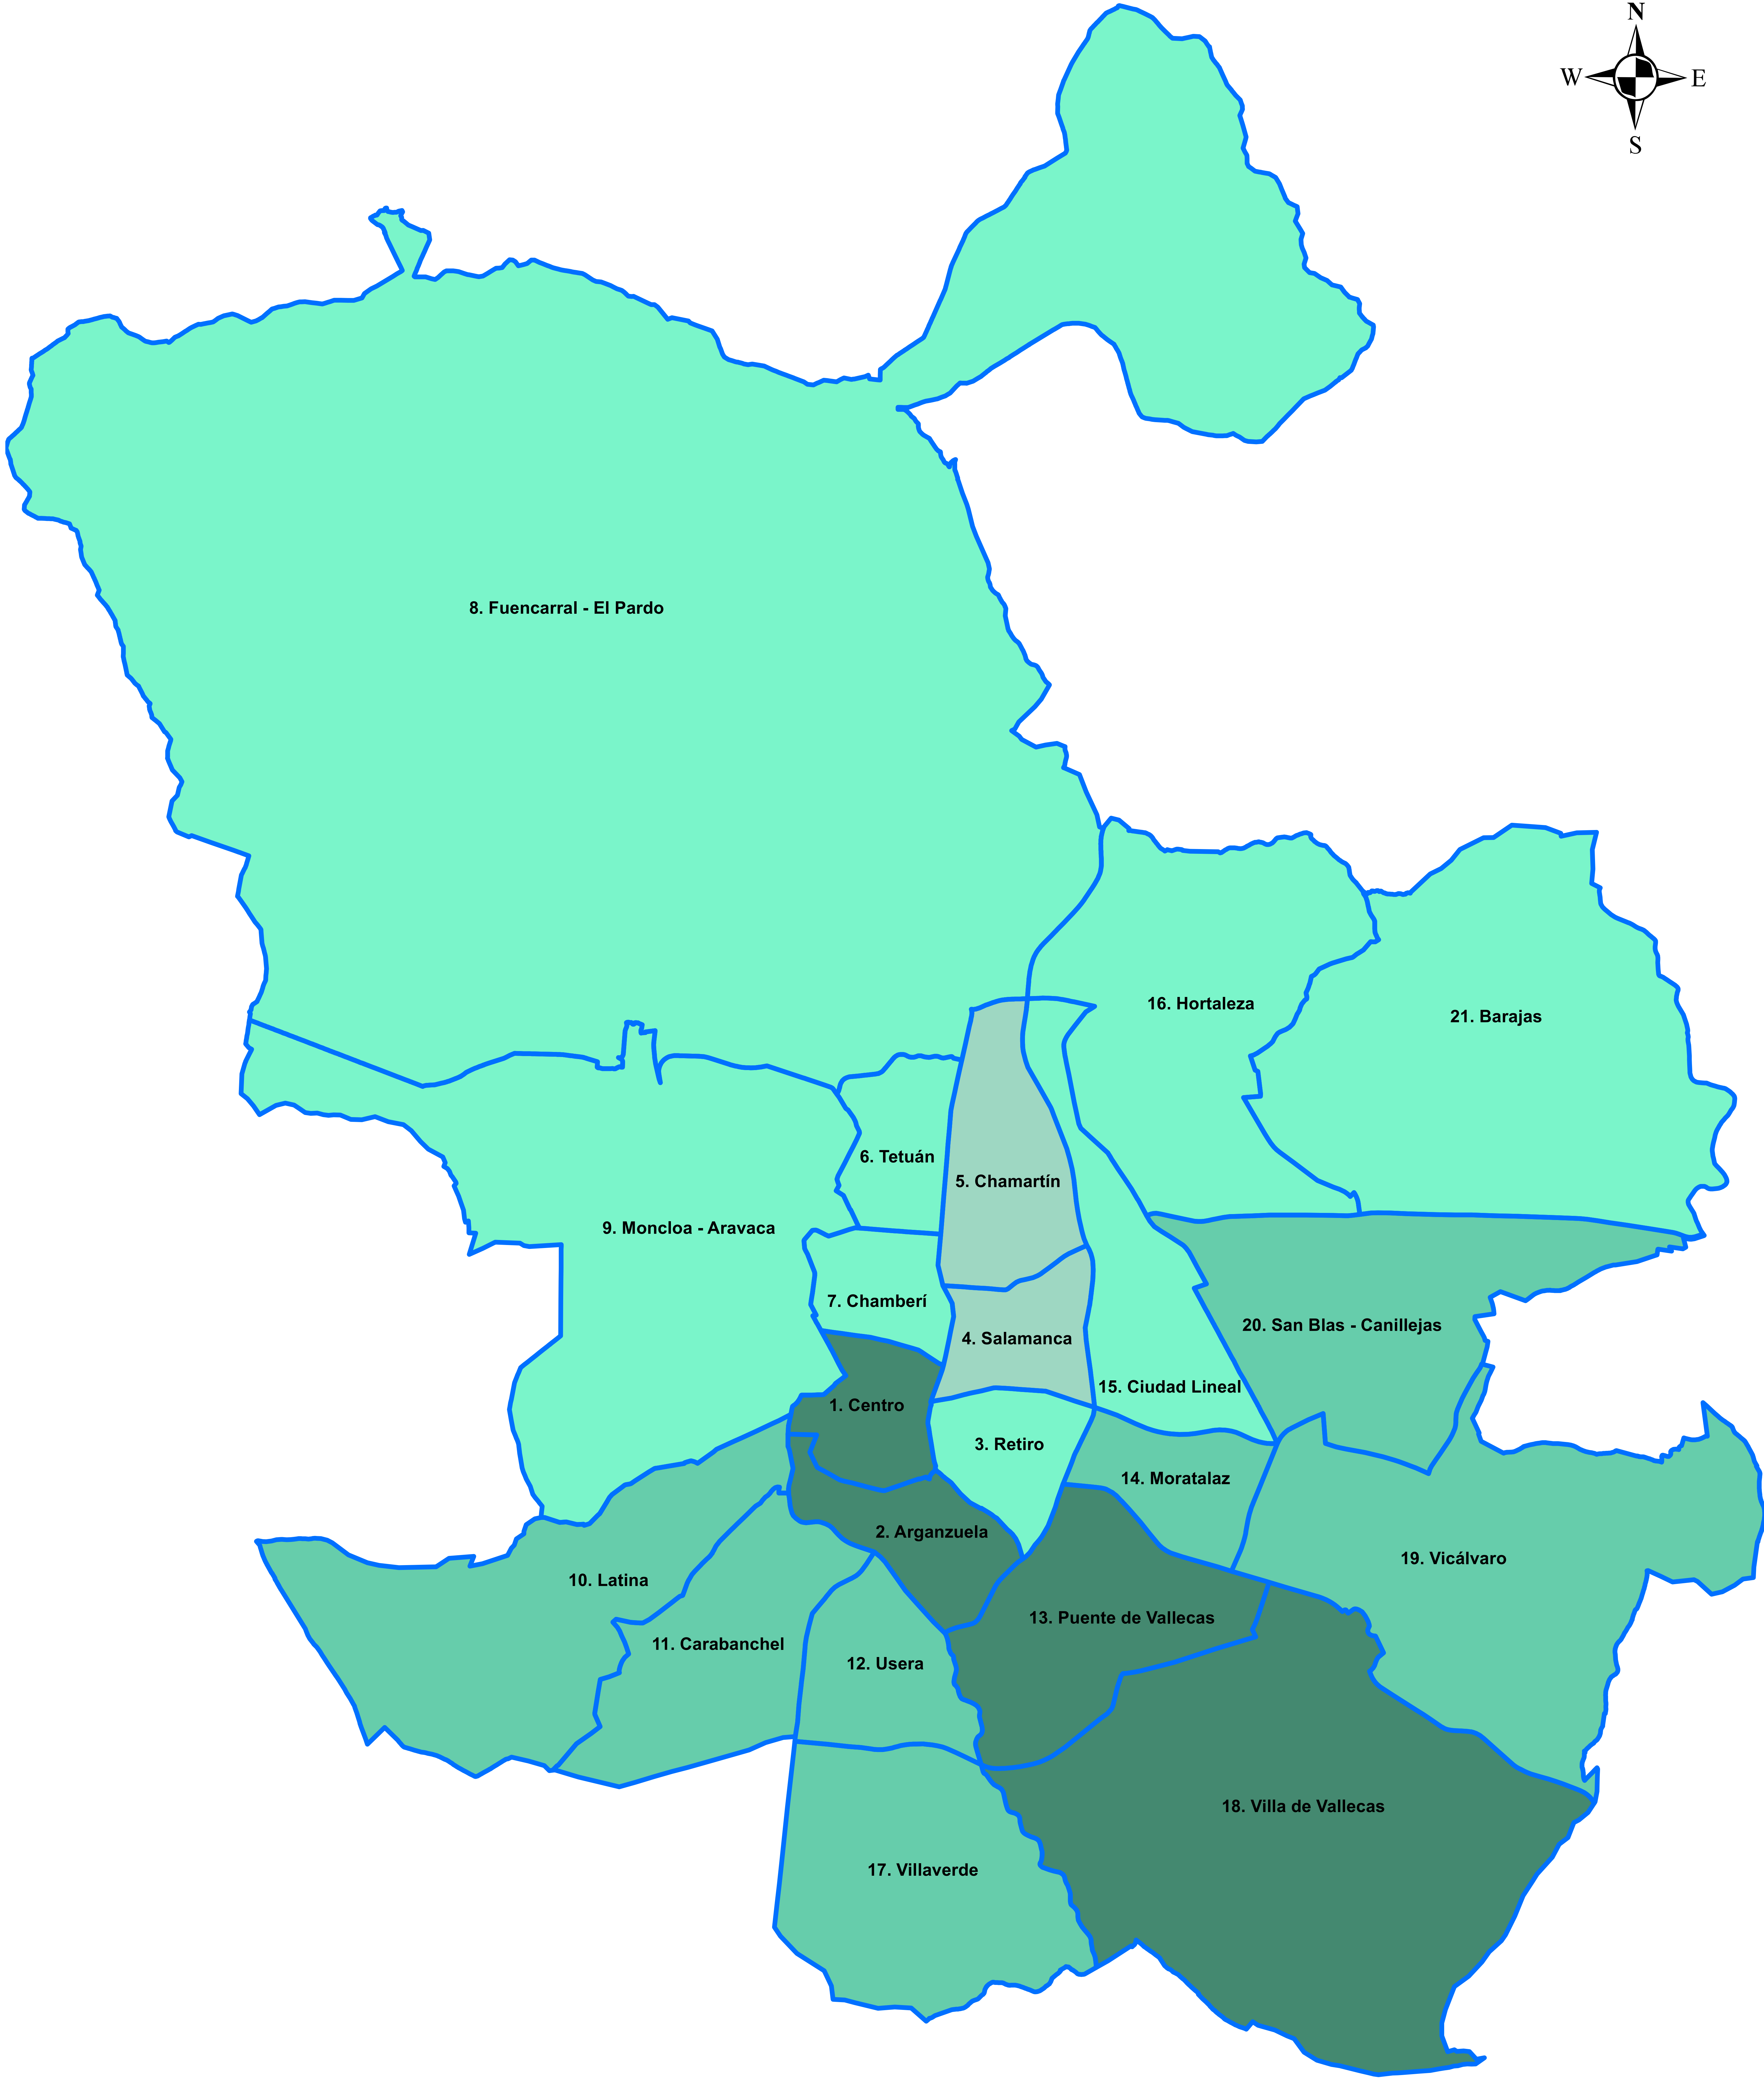 N
W
E
S
8. Fuencarral - El Pardo
16. Hortaleza
21. Barajas
6. Tetuán
5. Chamartín
9. Moncloa - Aravaca
7. Chamberí
20. San Blas - Canillejas
4. Salamanca
15. Ciudad Lineal
1. Centro
3. Retiro
14. Moratalaz
2. Arganzuela
19. Vicálvaro
10. Latina
13. Puente de Vallecas
11. Carabanchel
12. Usera
18. Villa de Vallecas
17. Villaverde